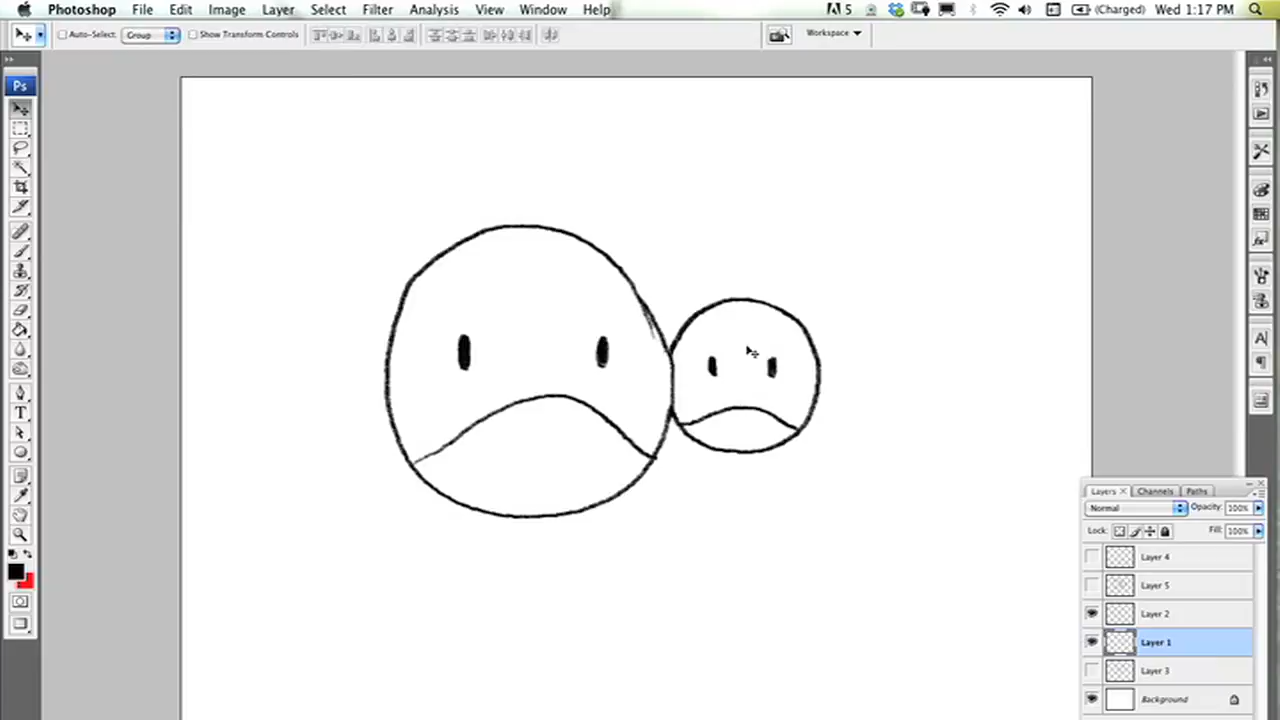 Photoshop File Edit Image Layer Select Filter Analysis View Window Help 5 (Charged) Wed 1:17 PM
Auto-Select: Group Show Transform Controls Workspace
Ps
T
A
Layers Channels Paths
Normal Opacity: 100%
Lock: Fill: 100%
Layer 4
Layer 5
Layer 2
Layer 1
Layer 3
Background